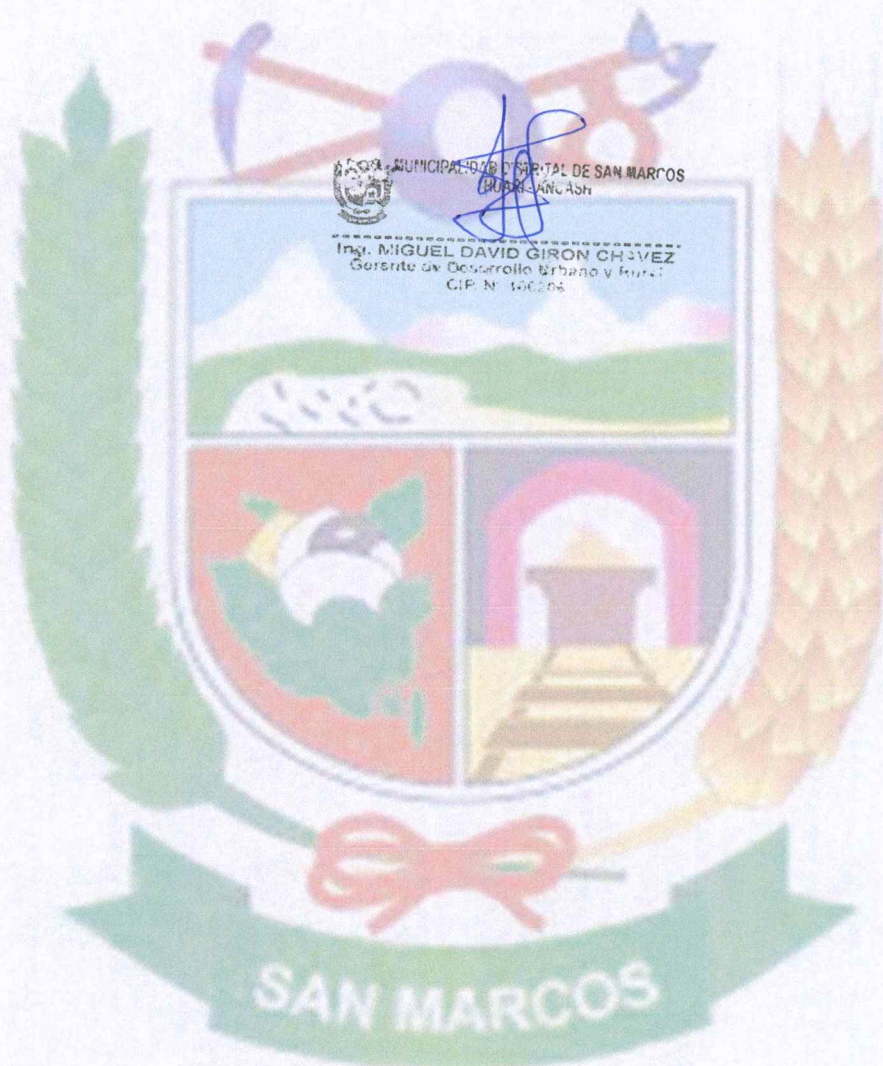 MUNICIPALIDAD DISTRITAL DE SAN MARCOS
HUARI - ANCASH
Ing. MIGUEL DAVID GIRON CHAVEZ
Gerente de Desarrollo Urbano y Rural
CIP. N°
SAN MARCOS